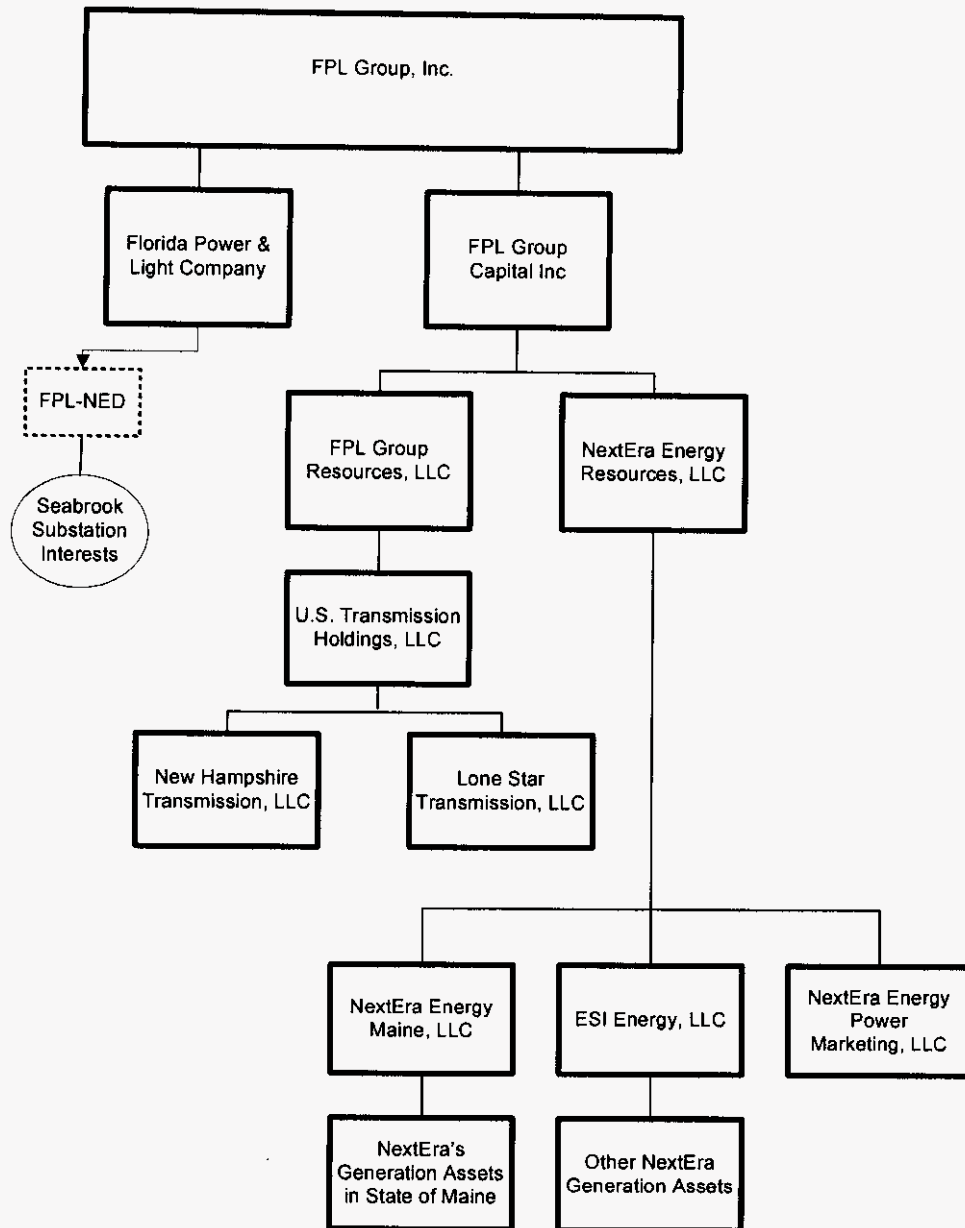 FPL Group, Inc.
Florida Power &
Light Company
FPL Group
Capital Inc
FPL-NED
Seabrook
Substation
Interests
FPL Group
Resources, LLC
NextEra Energy
Resources, LLC
U.S. Transmission
Holdings, LLC
New Hampshire
Transmission, LLC
Lone Star
Transmission, LLC
NextEra Energy
Maine, LLC
ESI Energy, LLC
NextEra Energy
Power
Marketing, LLC
NextEra's
Generation Assets
in State of Maine
Other NextEra
Generation Assets